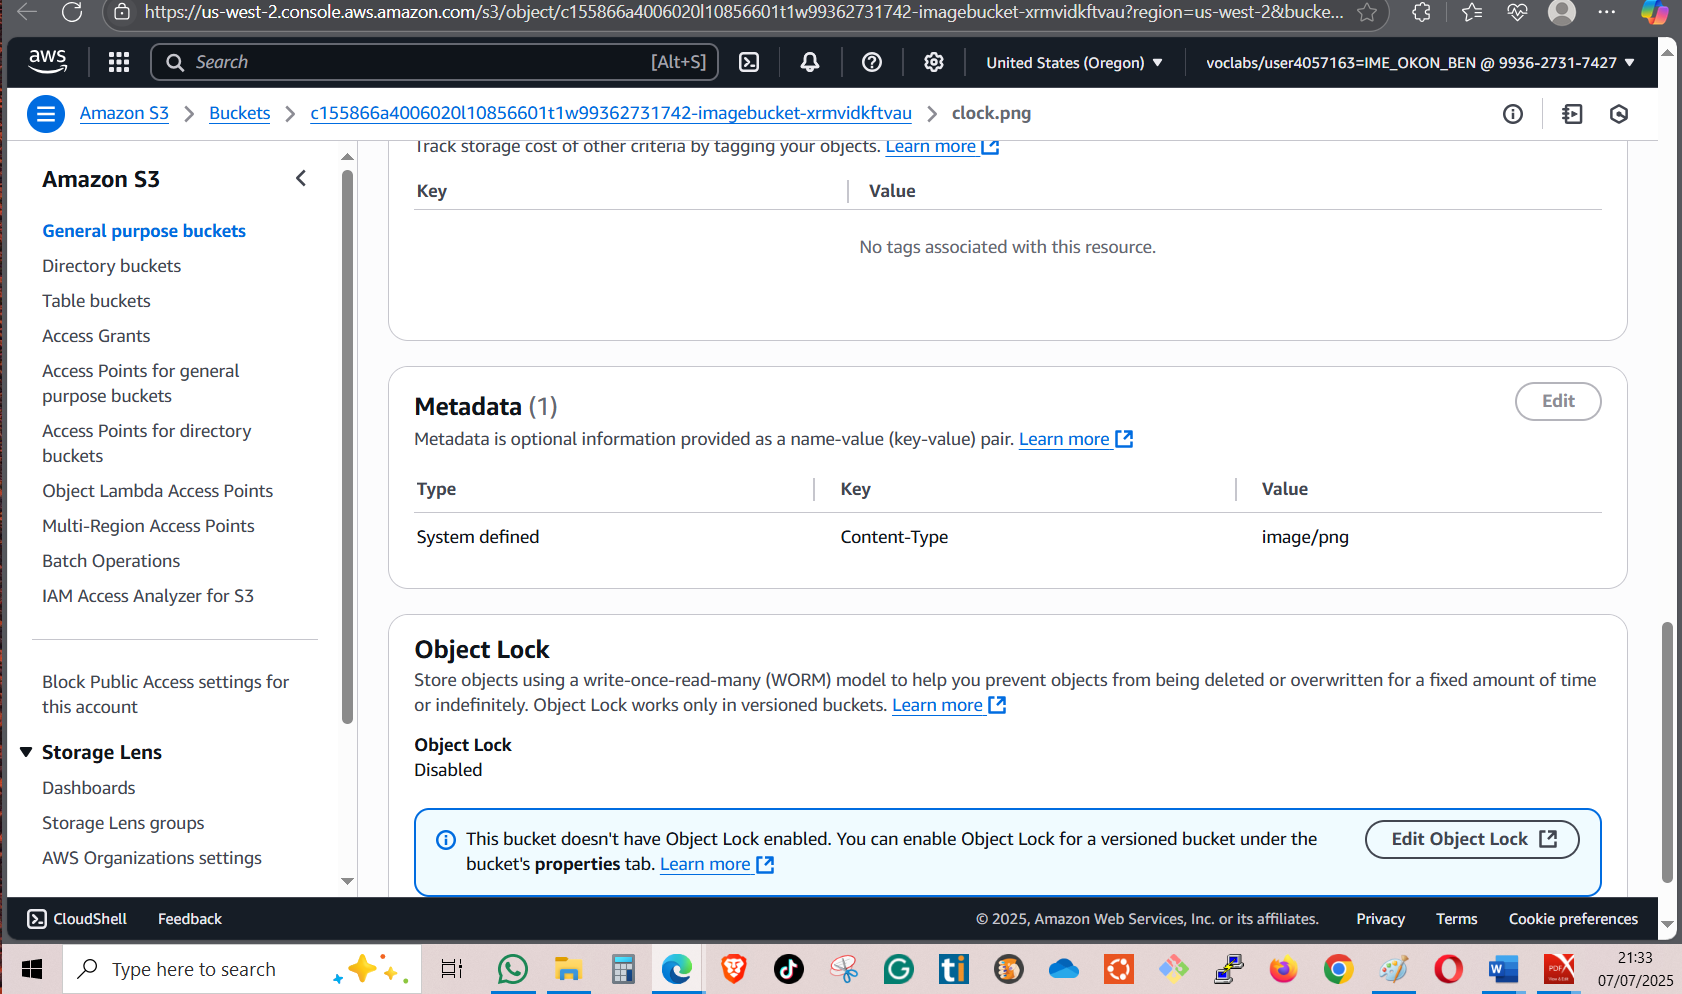 https://us-west-2.console.aws.amazon.com/s3/object/c155866a4006020l10856601t1w99362731742-imagebucket-xrmvidkftvau?region=us-west-2&bucke...
aws
Search [Alt+S]
United States (Oregon)
voclabs/user4057163=IME_OKON_BEN @ 9936-2731-7427
Amazon S3 > Buckets > c155866a4006020l10856601t1w99362731742-imagebucket-xrmvidkftvau > clock.png
Amazon S3
General purpose buckets
Directory buckets
Table buckets
Access Grants
Access Points for general
purpose buckets
Access Points for directory
buckets
Object Lambda Access Points
Multi-Region Access Points
Batch Operations
IAM Access Analyzer for S3
Block Public Access settings for
this account
Storage Lens
Dashboards
Storage Lens groups
AWS Organizations settings
Track storage cost of other criteria by tagging your objects. Learn more
Key Value
No tags associated with this resource.
Metadata (1)
Edit
Metadata is optional information provided as a name-value (key-value) pair. Learn more
Type Key Value
System defined Content-Type image/png
Object Lock
Store objects using a write-once-read-many (WORM) model to help you prevent objects from being deleted or overwritten for a fixed amount of time
or indefinitely. Object Lock works only in versioned buckets. Learn more
Object Lock
Disabled
This bucket doesn't have Object Lock enabled. You can enable Object Lock for a versioned bucket under the
bucket's properties tab. Learn more
Edit Object Lock
CloudShell Feedback
© 2025, Amazon Web Services, Inc. or its affiliates. Privacy Terms Cookie preferences
Type here to search
21:33
07/07/2025